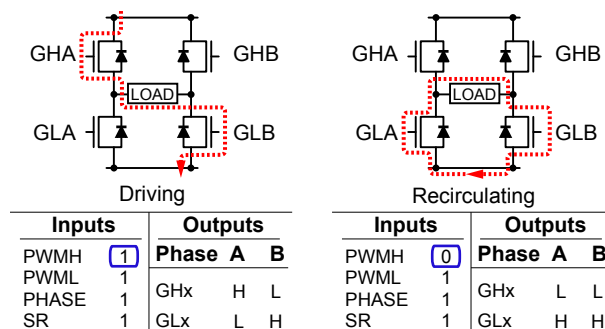 GHA GHB
LOAD
GLA GLB
Driving
Inputs Outputs
PWMH 1 Phase A B
PWML 1
PHASE 1 GHx H L
SR 1 GLx L H
GHA GHB
LOAD
GLA GLB
Recirculating
Inputs Outputs
PWMH 0 Phase A B
PWML 1
PHASE 1 GHx L L
SR 1 GLx H H